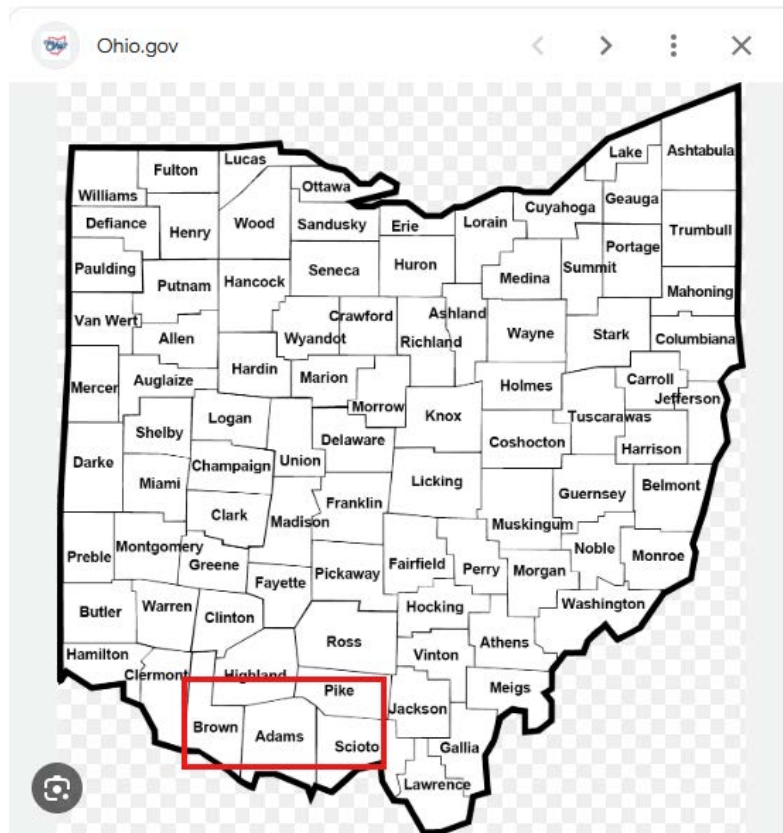 Ohio.gov
Lake Ashtabula
Fulton Lucas
Ottawa
Williams Geauga
Cuyahoga
Defiance Henry Wood Sandusky Erie Lorain Trumbull
Portage
Paulding Seneca Huron Summit
Putnam Hancock Medina Mahoning
Van Wert Crawford Ashland
Allen Wyandot Richland Wayne Stark Columbiana
Hardin
Mercer Auglaize Marion Holmes Carroll
Morrow Jefferson
Logan Knox Tuscarawas
Shelby Delaware Coshocton Harrison
Darke Champaign Union
Miami Licking Guernsey Belmont
Clark Madison Franklin Muskingum
Preble Montgomery Noble Monroe
Greene Fayette Pickaway Fairfield Perry Morgan
Butler Warren Clinton Hocking Washington
Ross Athens
Hamilton Vinton
Clermont Highland Pike Meigs
Jackson
Brown Adams Scioto Gallia
Lawrence